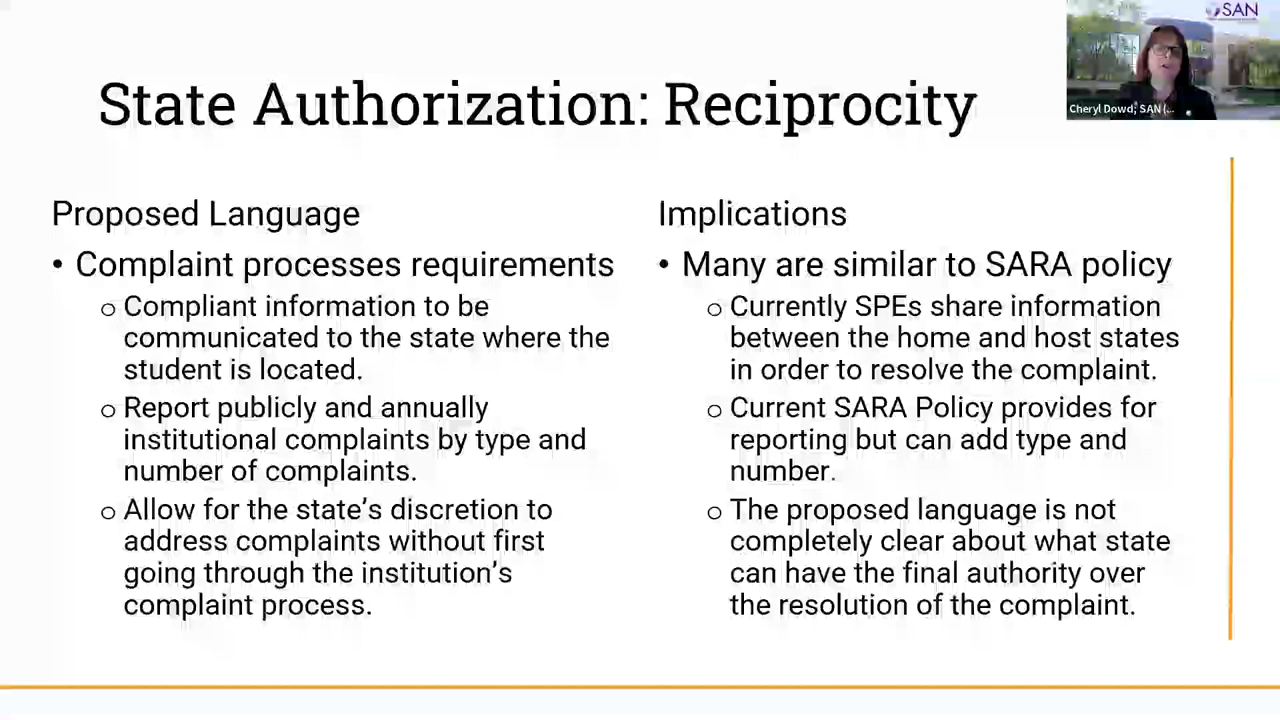 SAN
Cheryl Dowd, SAN (...
State Authorization: Reciprocity
Proposed Language
• Complaint processes requirements
o Compliant information to be
communicated to the state where the
student is located.
o Report publicly and annually
institutional complaints by type and
number of complaints.
o Allow for the state’s discretion to
address complaints without first
going through the institution’s
complaint process.
Implications
• Many are similar to SARA policy
o Currently SPEs share information
between the home and host states
in order to resolve the complaint.
o Current SARA Policy provides for
reporting but can add type and
number.
o The proposed language is not
completely clear about what state
can have the final authority over
the resolution of the complaint.